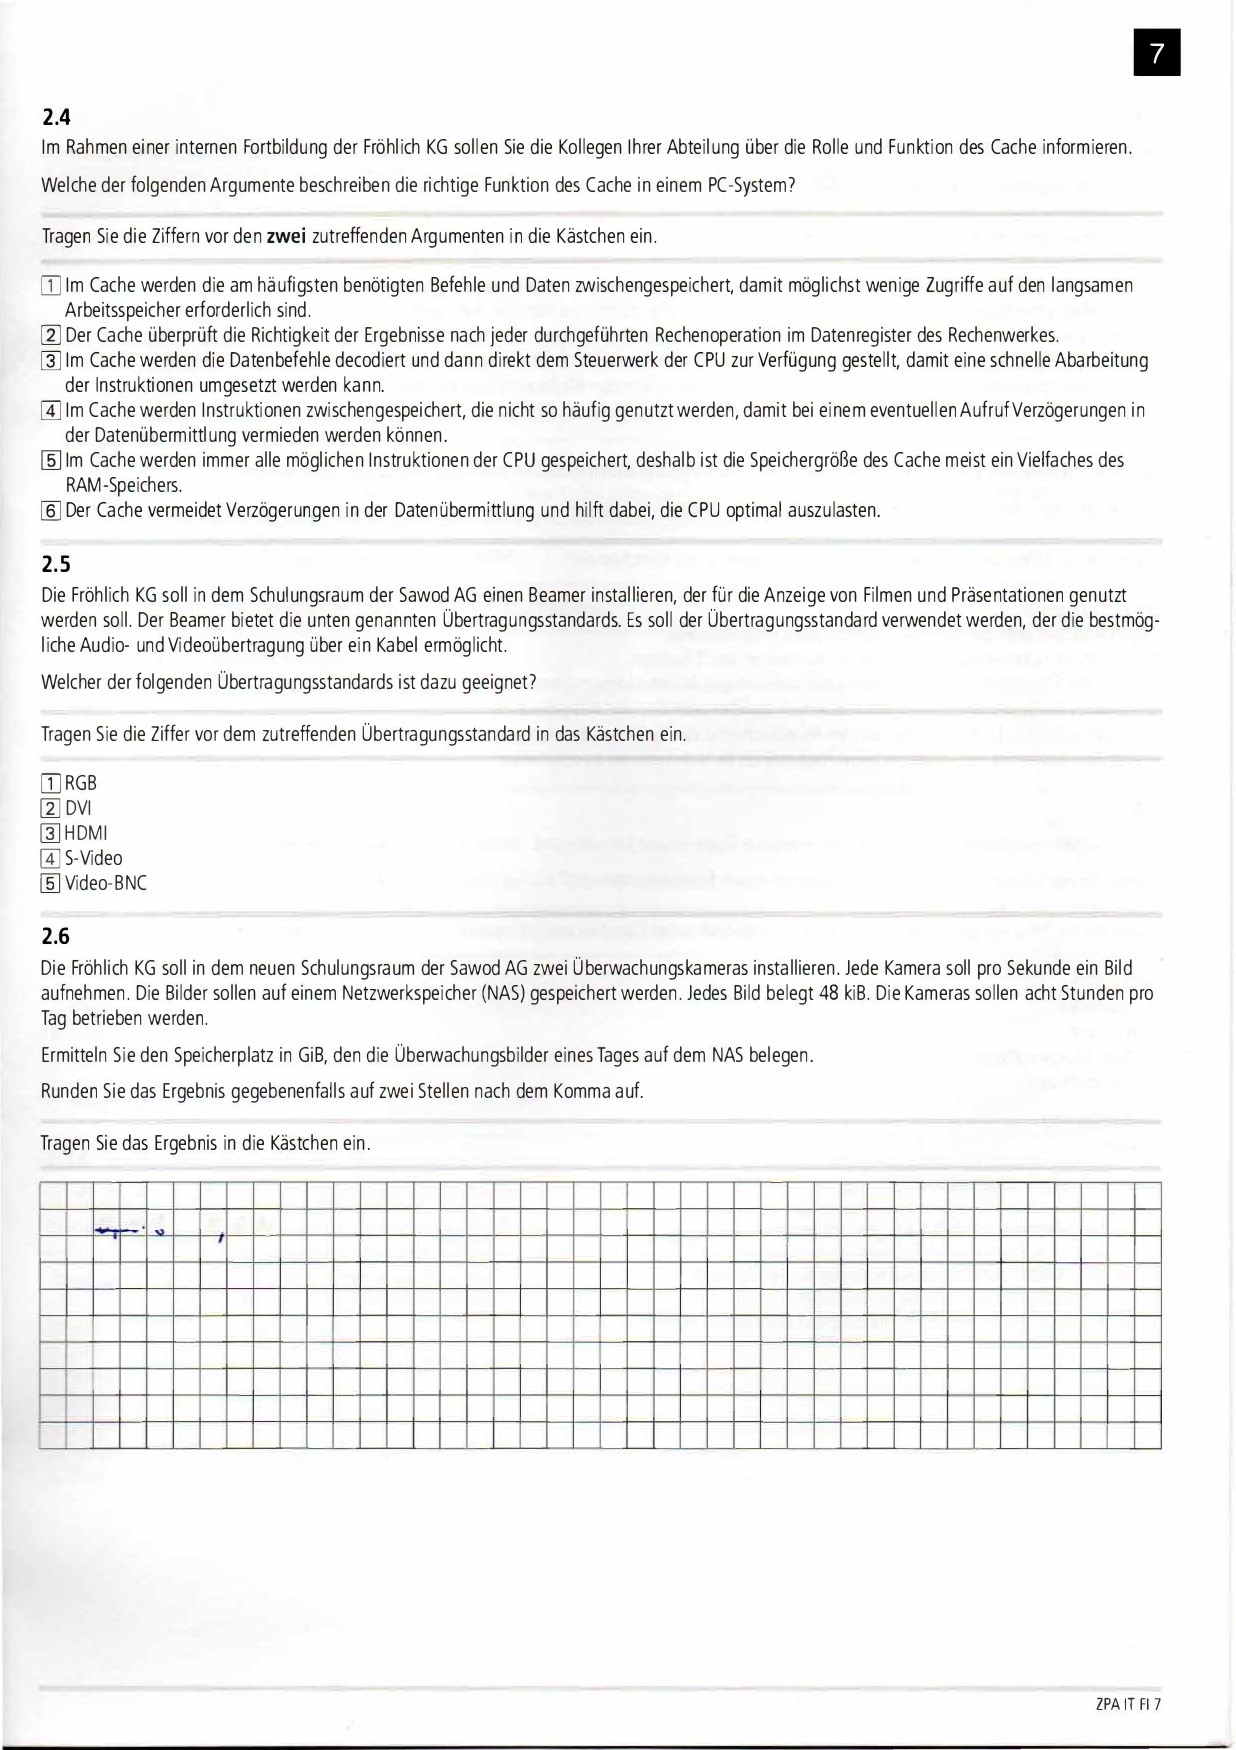 7
2.4
Im Rahmen einer internen Fortbildung der Fröhlich KG sollen Sie die Kollegen Ihrer Abteilung über die Rolle und Funktion des Cache informieren.
Welche der folgenden Argumente beschreiben die richtige Funktion des Cache in einem PC-System?
Tragen Sie die Ziffern vor den zwei zutreffenden Argumenten in die Kästchen ein.
1 Im Cache werden die am häufigsten benötigten Befehle und Daten zwischengespeichert, damit möglichst wenige Zugriffe auf den langsamen
Arbeitsspeicher erforderlich sind.
2 Der Cache überprüft die Richtigkeit der Ergebnisse nach jeder durchgeführten Rechenoperation im Datenregister des Rechenwerkes.
3 Im Cache werden die Datenbefehle decodiert und dann direkt dem Steuerwerk der CPU zur Verfügung gestellt, damit eine schnelle Abarbeitung
der Instruktionen umgesetzt werden kann.
4 Im Cache werden Instruktionen zwischengespeichert, die nicht so häufig genutzt werden, damit bei einem eventuellen Aufruf Verzögerungen in
der Datenübermittlung vermieden werden können.
5 Im Cache werden immer alle möglichen Instruktionen der CPU gespeichert, deshalb ist die Speichergröße des Cache meist ein Vielfaches des
RAM-Speichers.
6 Der Cache vermeidet Verzögerungen in der Datenübermittlung und hilft dabei, die CPU optimal auszulasten.
2.5
Die Fröhlich KG soll in dem Schulungsraum der Sawod AG einen Beamer installieren, der für die Anzeige von Filmen und Präsentationen genutzt
werden soll. Der Beamer bietet die unten genannten Übertragungsstandards. Es soll der Übertragungsstandard verwendet werden, der die bestmög-
liche Audio- und Videoübertragung über ein Kabel ermöglicht.
Welcher der folgenden Übertragungsstandards ist dazu geeignet?
Tragen Sie die Ziffer vor dem zutreffenden Übertragungsstandard in das Kästchen ein.
1 RGB
2 DVI
3 HDMI
4 S-Video
5 Video-BNC
2.6
Die Fröhlich KG soll in dem neuen Schulungsraum der Sawod AG zwei Überwachungskameras installieren. Jede Kamera soll pro Sekunde ein Bild
aufnehmen. Die Bilder sollen auf einem Netzwerkspeicher (NAS) gespeichert werden. Jedes Bild belegt 48 kiB. Die Kameras sollen acht Stunden pro
Tag betrieben werden.
Ermitteln Sie den Speicherplatz in GiB, den die Überwachungsbilder eines Tages auf dem NAS belegen.
Runden Sie das Ergebnis gegebenenfalls auf zwei Stellen nach dem Komma auf.
Tragen Sie das Ergebnis in die Kästchen ein.
ZPA IT FI 7